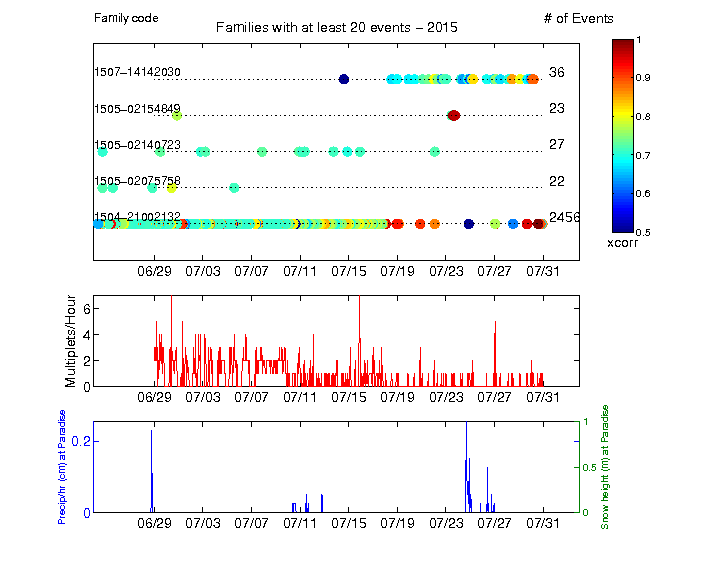 Family code
Families with at least 20 events – 2015
# of Events
1507–14142030 36
1505–02154849 23
1505–02140723 27
1505–02075758 22
1504–21002132 2456
06/29 07/03 07/07 07/11 07/15 07/19 07/23 07/27 07/31
1
0.9
0.8
0.7
0.6
0.5
xcorr
Multiplets/Hour
6
4
2
0
06/29 07/03 07/07 07/11 07/15 07/19 07/23 07/27 07/31
Precip/hr (cm) at Paradise
0.2
0
1
0.5
0
Snow height (m) at Paradise
06/29 07/03 07/07 07/11 07/15 07/19 07/23 07/27 07/31